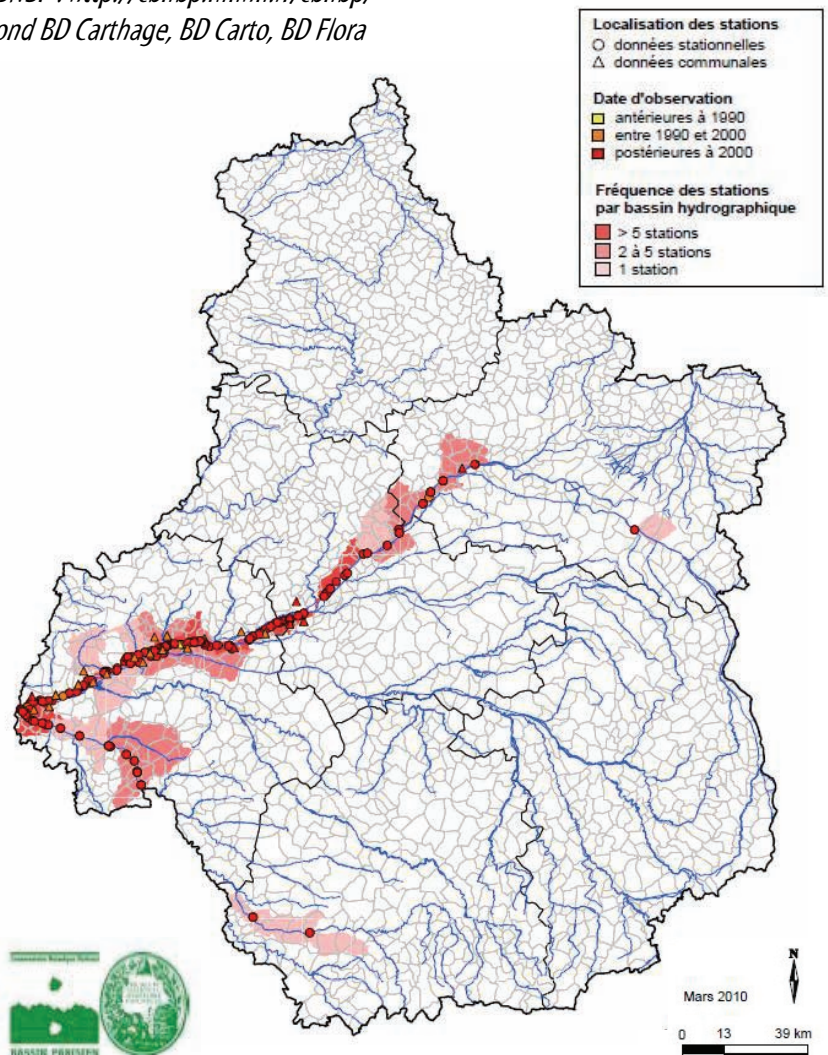 ond BD Carthage, BD Carto, BD Flora
Localisation des stations
données stationnelles
données communales
Date d'observation
antérieures à 1990
entre 1990 et 2000
postérieures à 2000
Fréquence des stations
par bassin hydrographique
> 5 stations
2 à 5 stations
1 station
N
Mars 2010
0 13 39 km
BASSIN PARISIEN